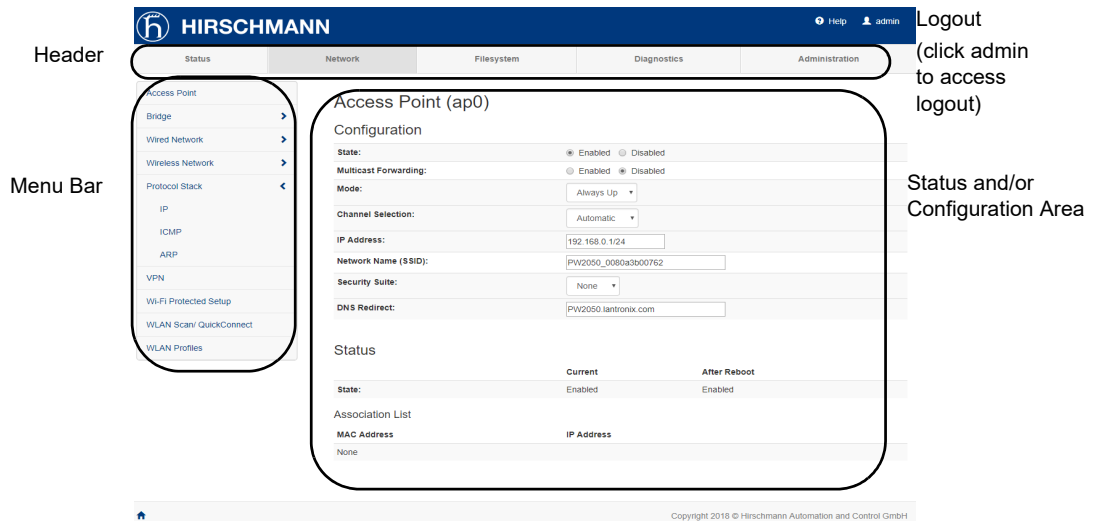 HIRSCHMANN
Help admin
Logout
(click admin
to access
logout)
Header
Status Network Filesystem Diagnostics Administration
Menu Bar
Access Point
Bridge
Wired Network
Wireless Network
Protocol Stack
IP
ICMP
ARP
VPN
Wi-Fi Protected Setup
WLAN Scan/ QuickConnect
WLAN Profiles
Access Point (ap0)
Configuration
State: Enabled Disabled
Multicast Forwarding: Enabled Disabled
Mode: Always Up
Channel Selection: Automatic
IP Address: 192.168.0.1/24
Network Name (SSID): PW2050_0080a3b00762
Security Suite: None
DNS Redirect: PW2050.lantronix.com
Status
Current After Reboot
State: Enabled Enabled
Association List
MAC Address IP Address
None
Status and/or
Configuration Area
Copyright 2018 © Hirschmann Automation and Control GmbH